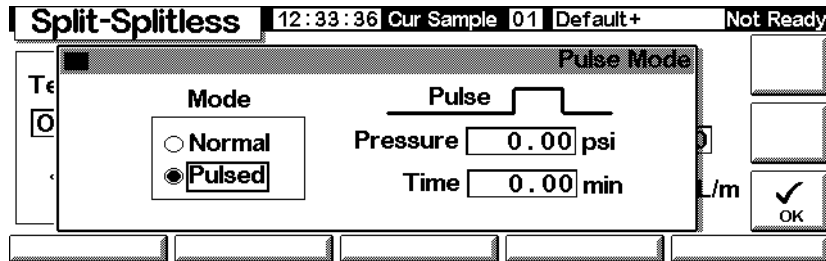 Split-Splitless 12:33:36 Cur Sample 01 Default+ Not Ready
Pulse Mode
Te
Mode
Pulse
O
Normal
Pressure 0.00 psi
Pulsed
Time 0.00 min
L/m
OK